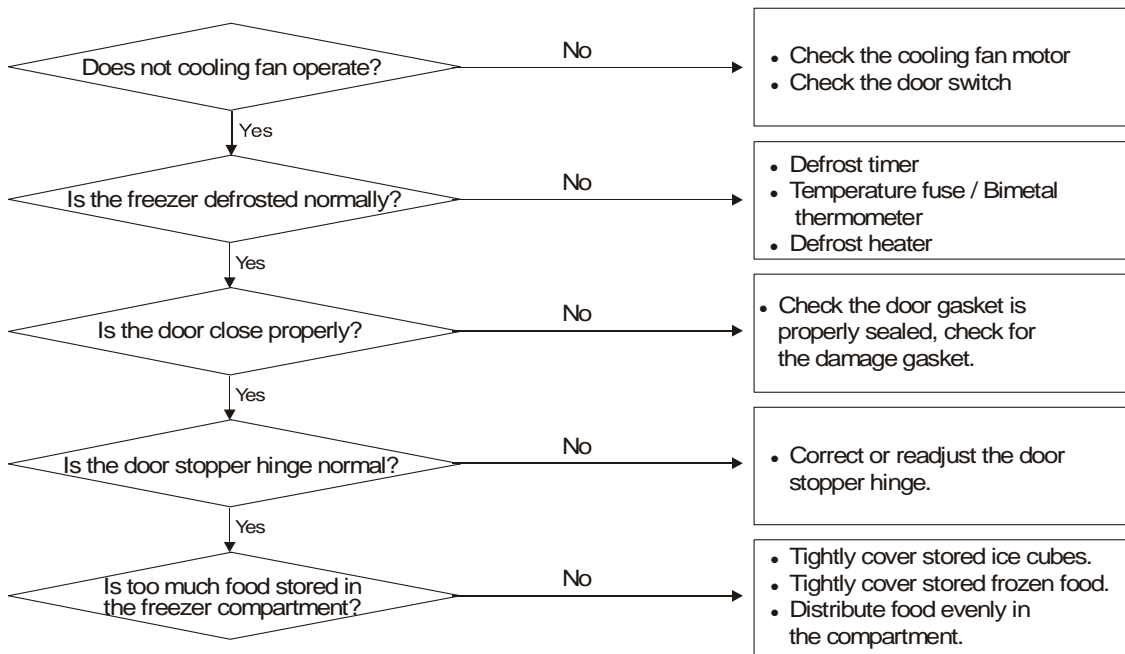 Does not cooling fan operate?
No
• Check the cooling fan motor
• Check the door switch
Yes
Is the freezer defrosted normally?
No
• Defrost timer
• Temperature fuse / Bimetal
thermometer
• Defrost heater
Yes
Is the door close properly?
No
• Check the door gasket is
properly sealed, check for
the damage gasket.
Yes
Is the door stopper hinge normal?
No
• Correct or readjust the door
stopper hinge.
Yes
Is too much food stored in
the freezer compartment?
No
• Tightly cover stored ice cubes.
• Tightly cover stored frozen food.
• Distribute food evenly in
the compartment.